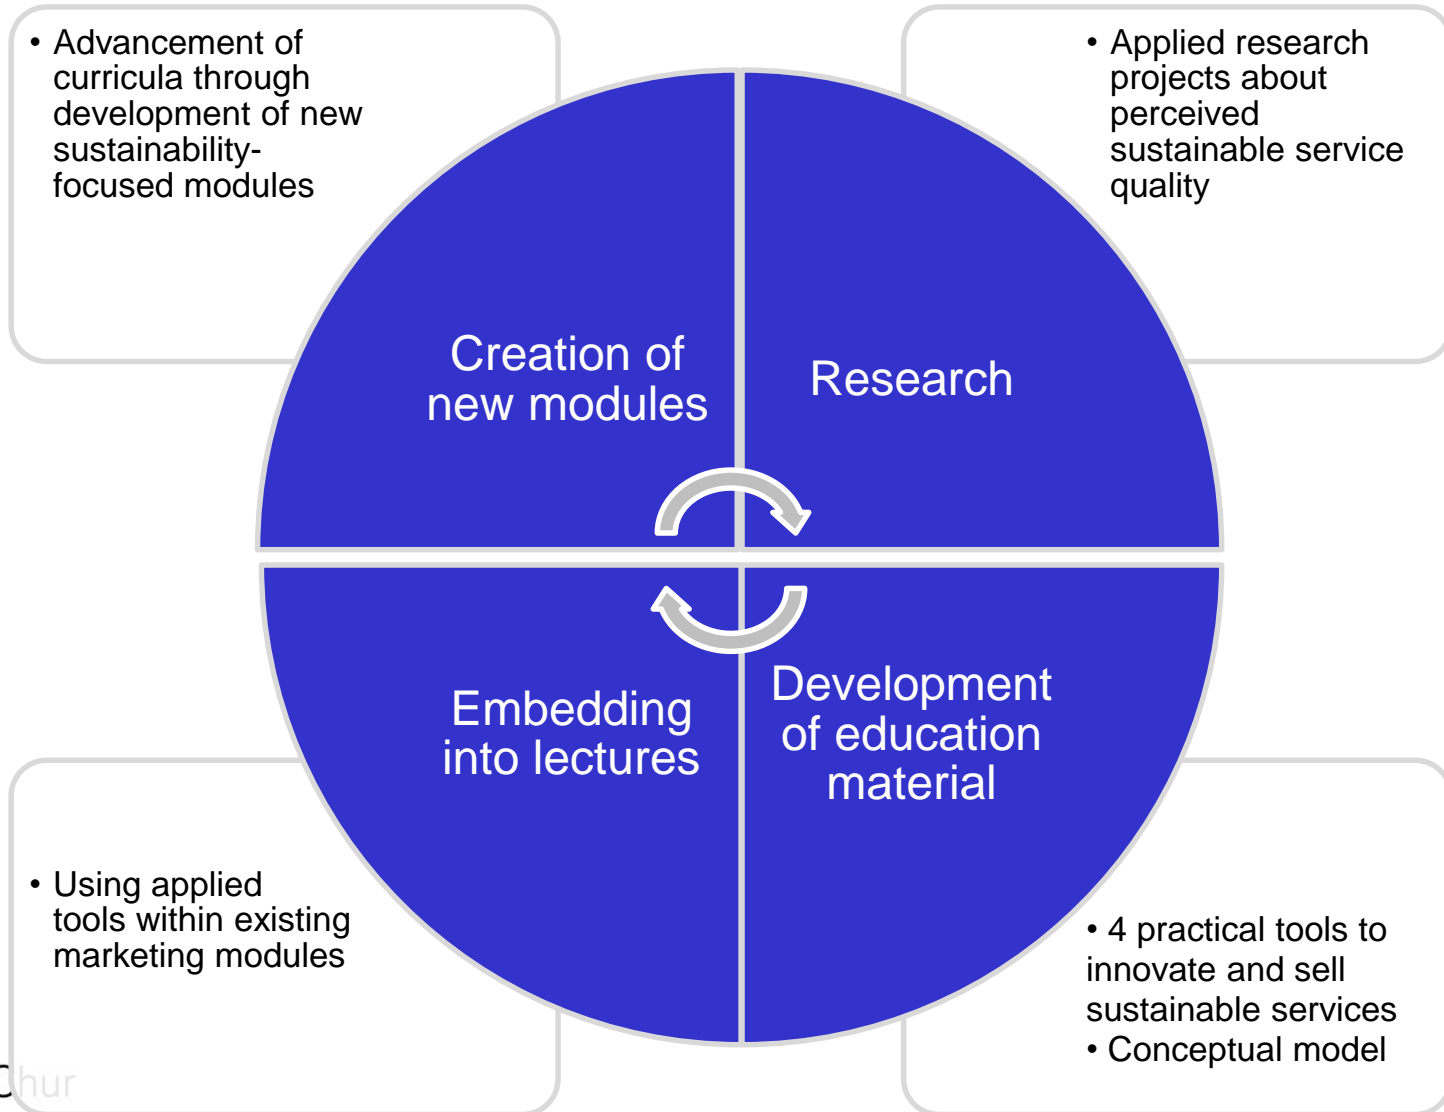 • Advancement of
curricula through
development of new
sustainability-
focused modules
• Applied research
projects about
perceived
sustainable service
quality
Creation of
new modules
Research
Embedding
into lectures
Development
of education
material
• Using applied
tools within existing
marketing modules
• 4 practical tools to
innovate and sell
sustainable services
• Conceptual model
Chur